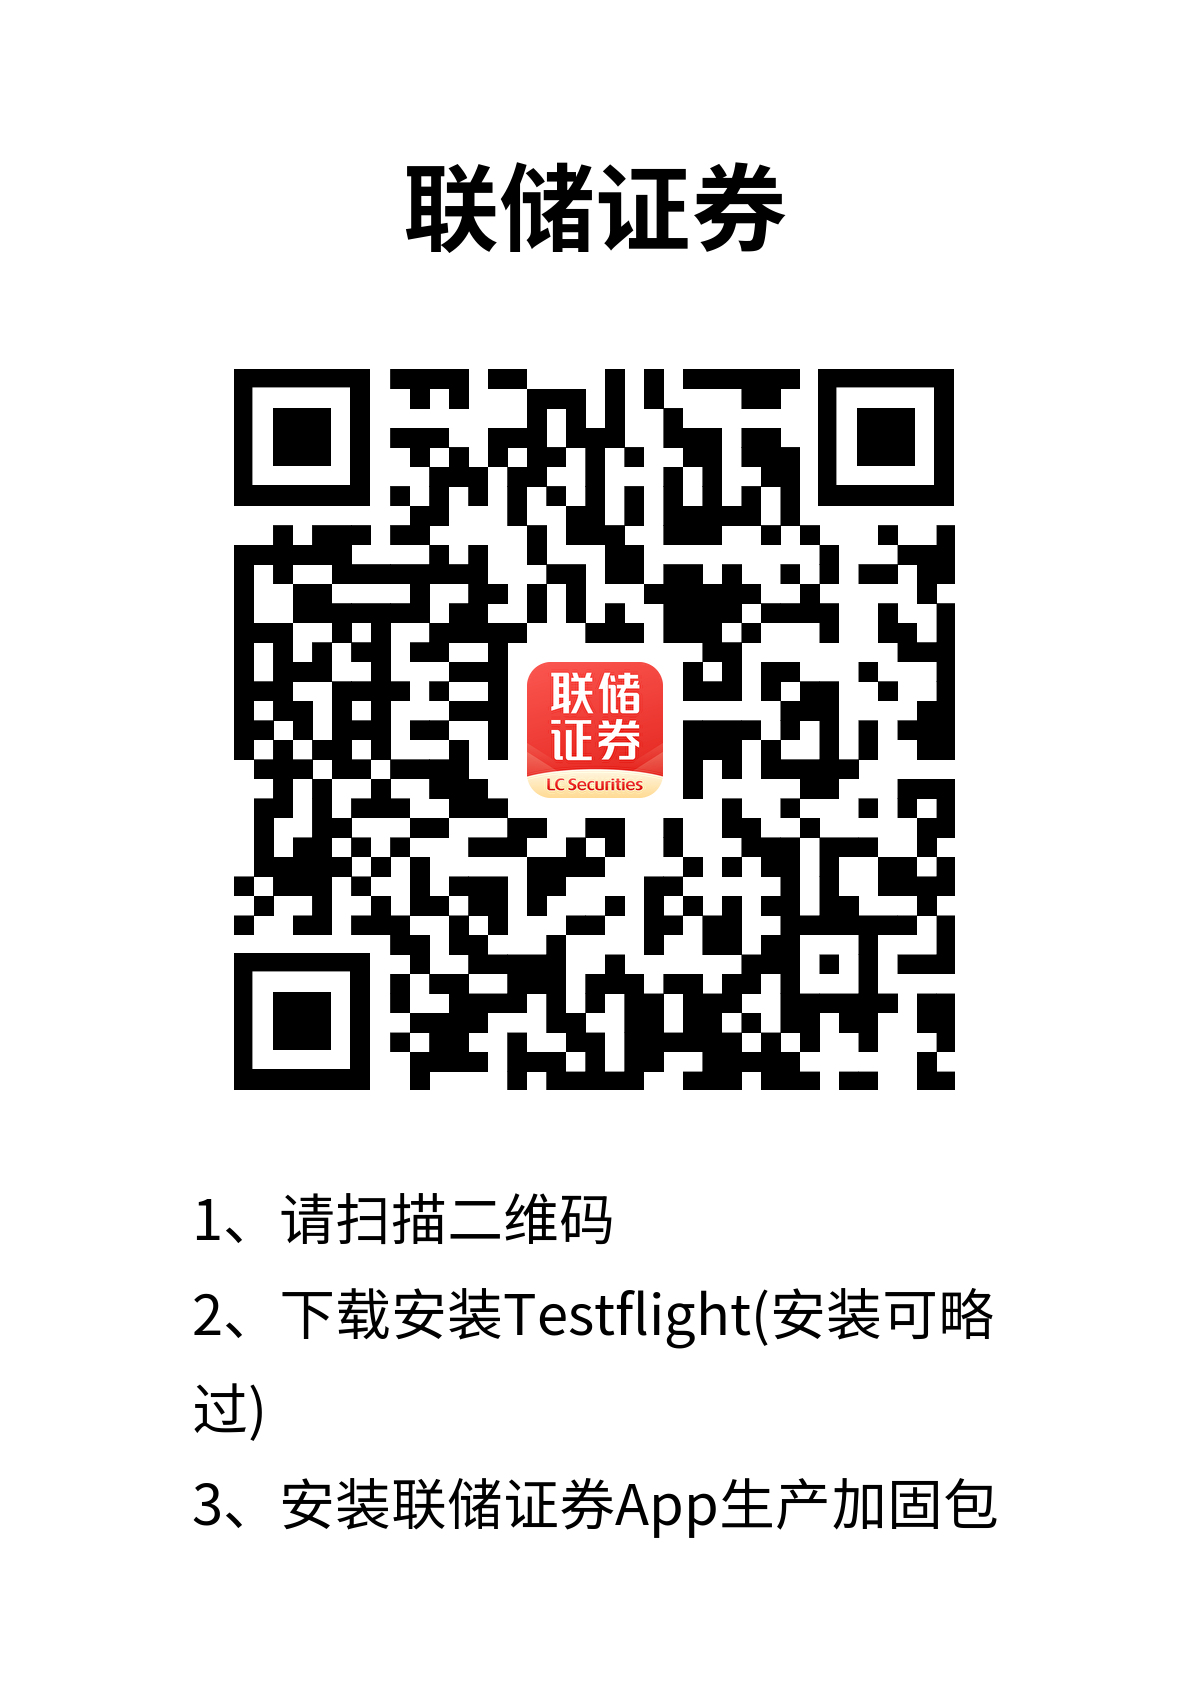 联储证券
联储
证券
LC Securities
1、请扫描二维码
2、下载安装Testflight(安装可略
过)
3、安装联储证券App生产加固包